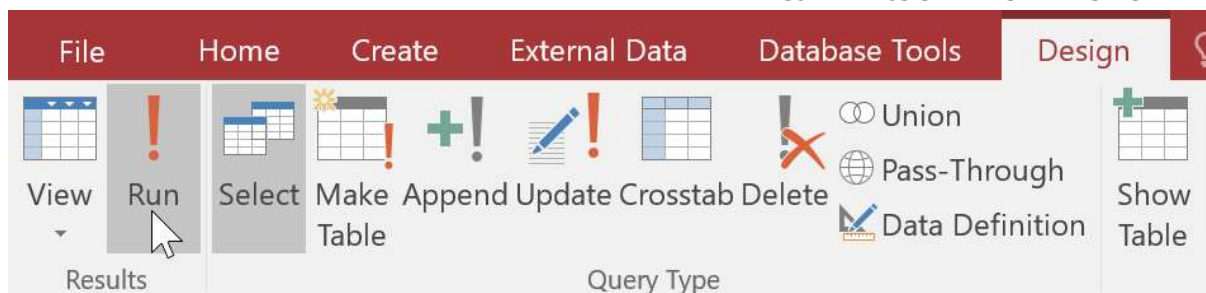 File Home Create External Data Database Tools Design
View Run Select Make Table Append Update Crosstab Delete
Union
Pass-Through
Data Definition
Show Table
Results Query Type